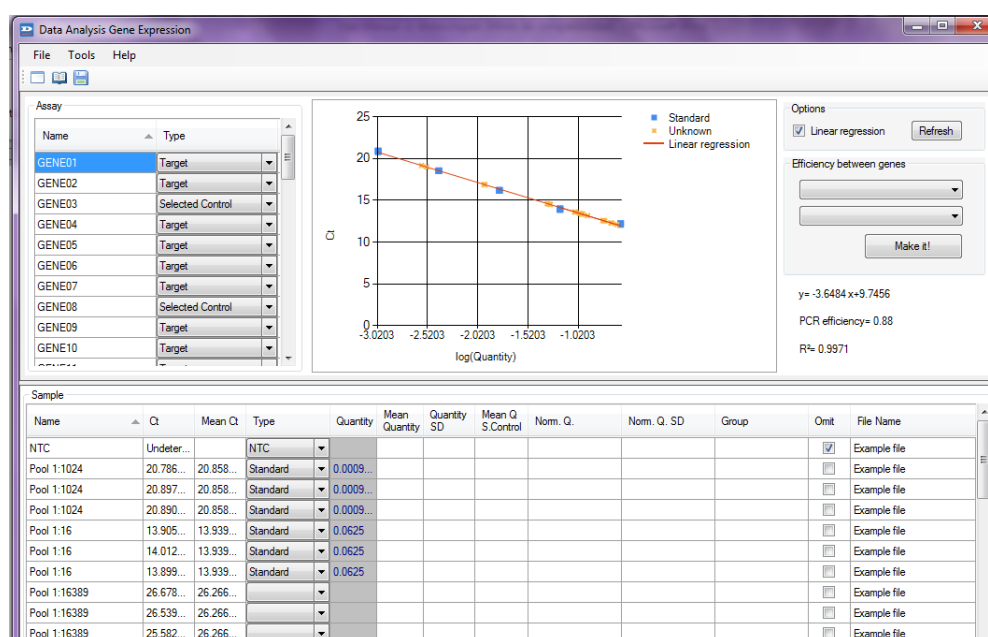 Data Analysis Gene Expression
File Tools Help
Assay
Name Type
GENE01 Target
GENE02 Target
GENE03 Selected Control
GENE04 Target
GENE05 Target
GENE06 Target
GENE07 Target
GENE08 Selected Control
GENE09 Target
GENE10 Target
25
20
15
10
5
0
Ct
-3.0203 -2.5203 -2.0203 -1.5203 -1.0203
log(Quantity)
Standard
Unknown
Linear regression
Options
Linear regression Refresh
Efficiency between genes
Make it!
y= -3.6484 x+9.7456
PCR efficiency= 0.88
R²= 0.9971
Sample
Name Ct Mean Ct Type Quantity Mean Quantity Quantity SD Mean Q S.Control Norm. Q. Norm. Q. SD Group Omit File Name
NTC Undeter... NTC Example file
Pool 1:1024 20.786... 20.858... Standard 0.0009... Example file
Pool 1:1024 20.897... 20.858... Standard 0.0009... Example file
Pool 1:1024 20.890... 20.858... Standard 0.0009... Example file
Pool 1:16 13.905... 13.939... Standard 0.0625 Example file
Pool 1:16 14.012... 13.939... Standard 0.0625 Example file
Pool 1:16 13.899... 13.939... Standard 0.0625 Example file
Pool 1:16389 26.678... 26.266... Example file
Pool 1:16389 26.539... 26.266... Example file
Pool 1:16389 25.582... 26.266... Example file